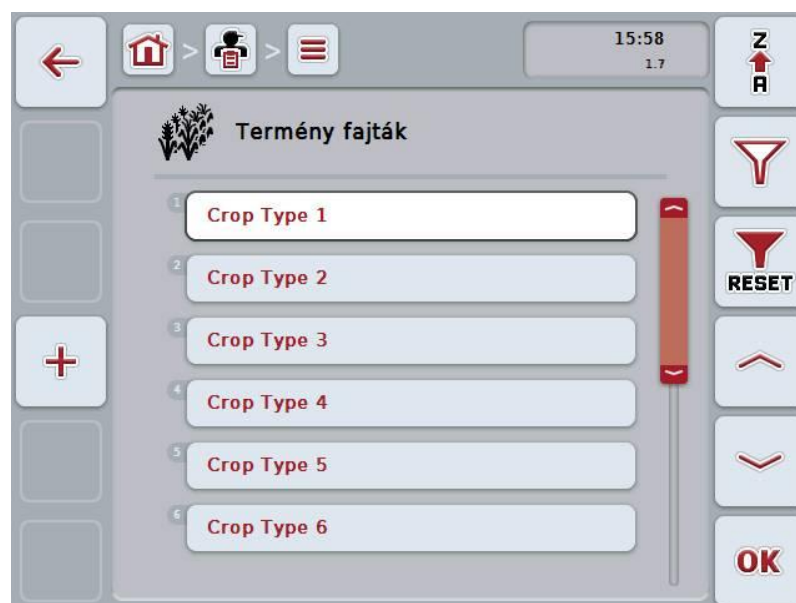 15:58
1.7
Z
A
Termény fajták
1
Crop Type 1
2
Crop Type 2
RESET
3
Crop Type 3
4
Crop Type 4
5
Crop Type 5
6
Crop Type 6
OK